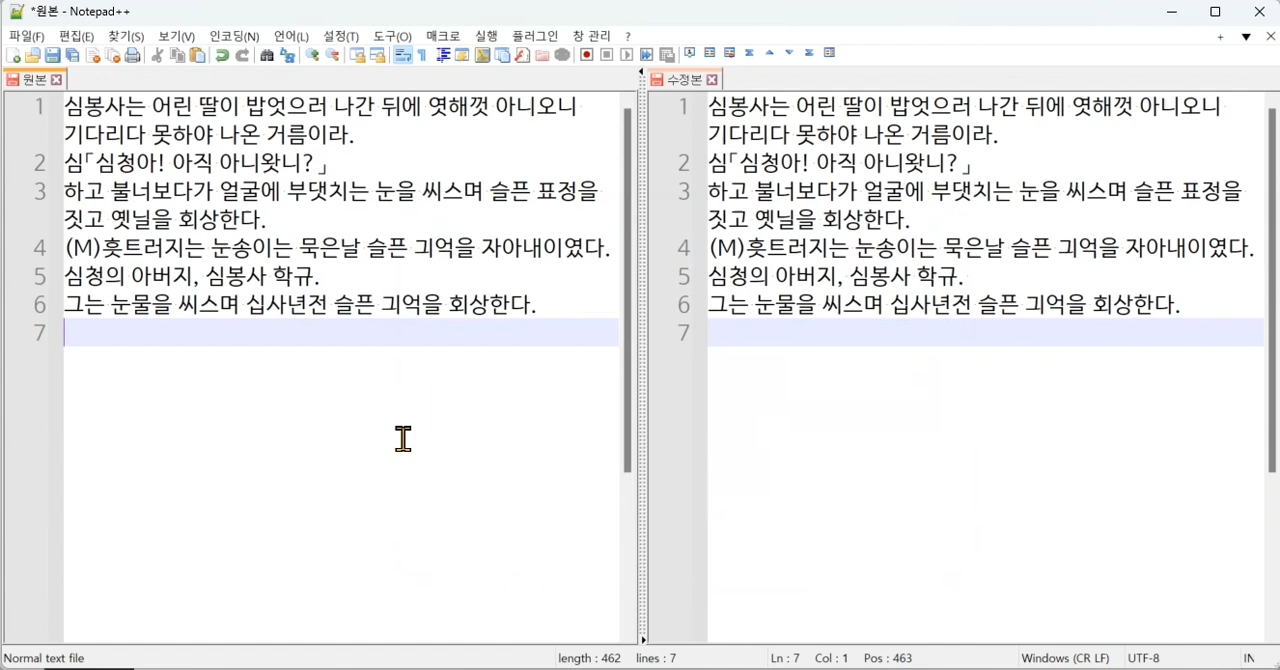 *원본 - Notepad++
파일(F) 편집(E) 찾기(S) 보기(V) 인코딩(N) 언어(L) 설정(T) 도구(O) 매크로 실행 플러그인 창 관리 ?
원본
1 심봉사는 어린 딸이 밥엇으러 나간 뒤에 엿해껏 아니오니
기다리다 못하야 나온 거름이라.
2 심「심청아! 아직 아니왓니?」
3 하고 불너보다가 얼굴에 부댓치는 눈을 씨스며 슬픈 표정을
짓고 옛닐을 회상한다.
4 (M)흣트러지는 눈송이는 묵은날 슬픈 긔억을 자아내이였다.
5 심청의 아버지, 심봉사 학규.
6 그는 눈물을 씨스며 십사년전 슬픈 긔억을 회상한다.
7
수정본
1 심봉사는 어린 딸이 밥엇으러 나간 뒤에 엿해껏 아니오니
기다리다 못하야 나온 거름이라.
2 심「심청아! 아직 아니왓니?」
3 하고 불너보다가 얼굴에 부댓치는 눈을 씨스며 슬픈 표정을
짓고 옛닐을 회상한다.
4 (M)흣트러지는 눈송이는 묵은날 슬픈 긔억을 자아내이였다.
5 심청의 아버지, 심봉사 학규.
6 그는 눈물을 씨스며 십사년전 슬픈 긔억을 회상한다.
7
Normal text file length : 462 lines : 7 Ln : 7 Col : 1 Pos : 463 Windows (CR LF) UTF-8 IN